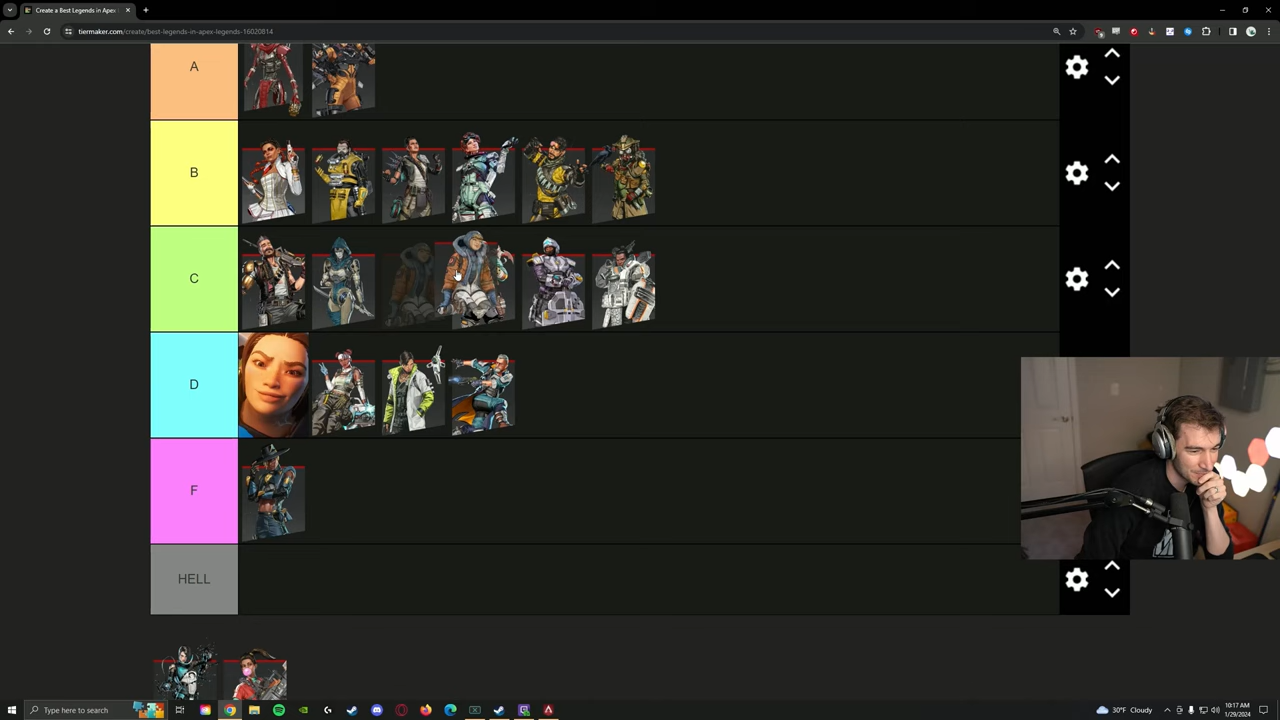 Create a Best Legends in Apex
tiermaker.com/create/best-legends-in-apex-legends-16020814
A
B
C
D
F
HELL
Type here to search
30°F Cloudy
10:17 AM
1/29/2024